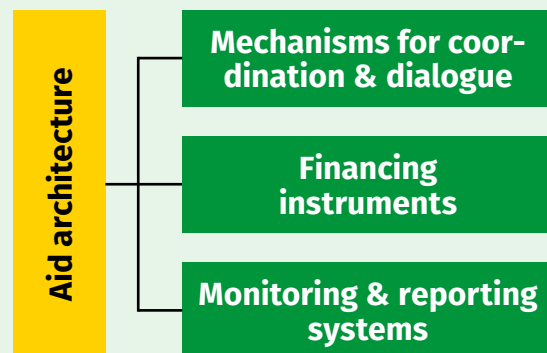 Aid architecture
Mechanisms for coor-
dination & dialogue
Financing
instruments
Monitoring & reporting
systems